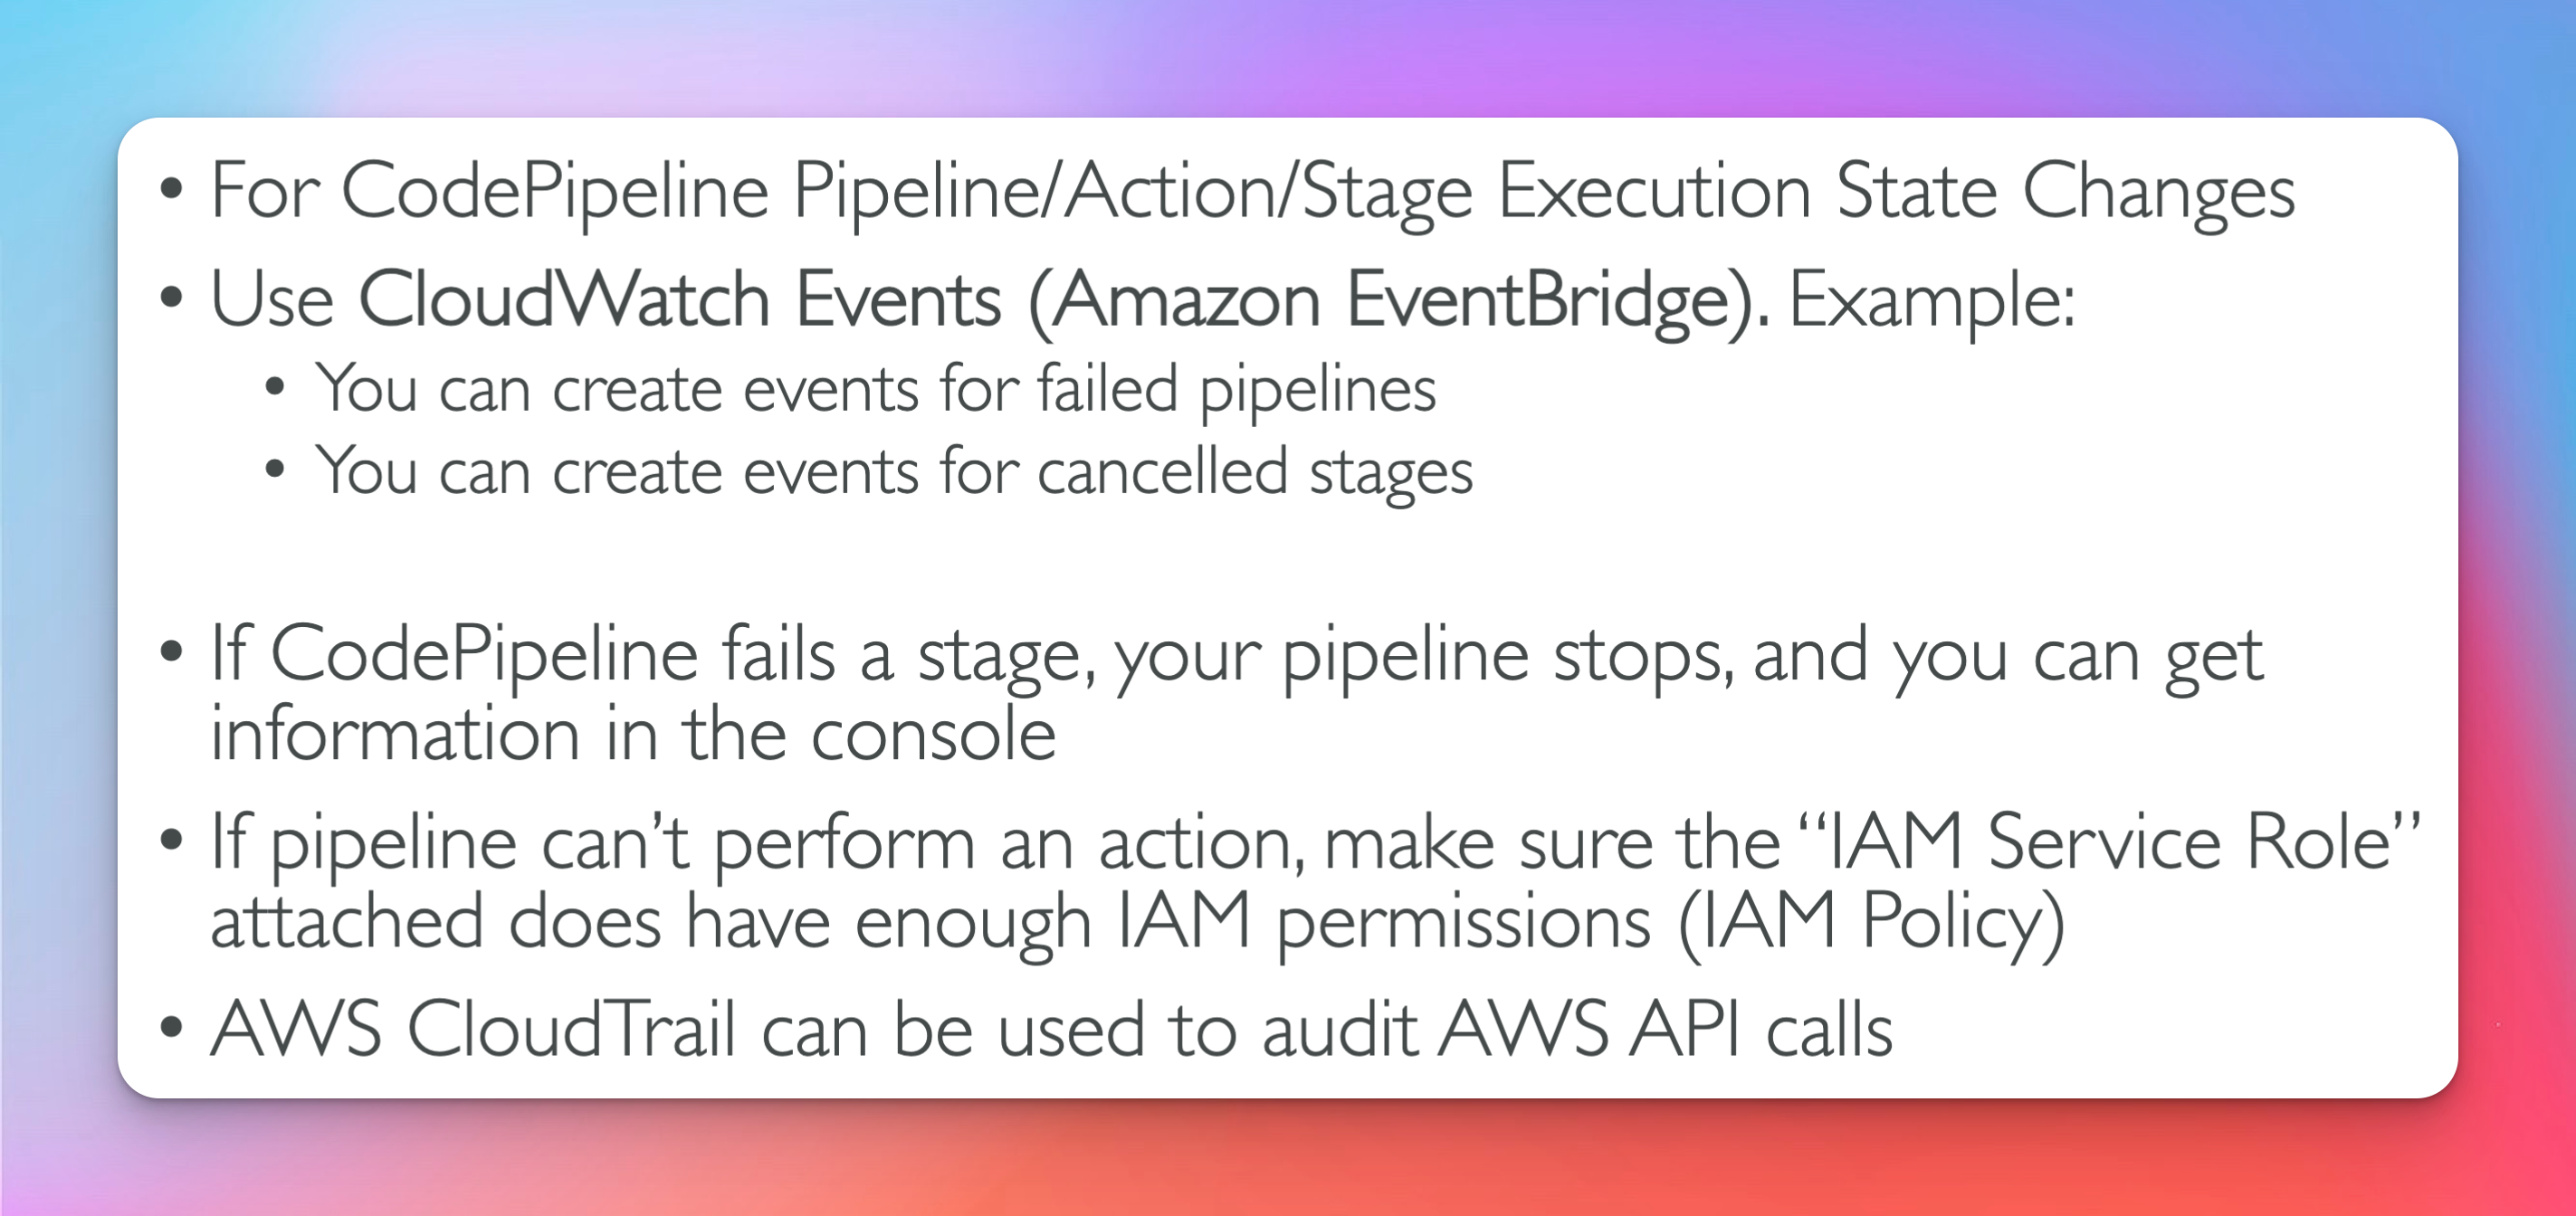 • For CodePipeline Pipeline/Action/Stage Execution State Changes
• Use CloudWatch Events (Amazon EventBridge). Example:
• You can create events for failed pipelines
• You can create events for cancelled stages
• If CodePipeline fails a stage, your pipeline stops, and you can get
information in the console
• If pipeline can’t perform an action, make sure the “IAM Service Role”
attached does have enough IAM permissions (IAM Policy)
• AWS CloudTrail can be used to audit AWS API calls